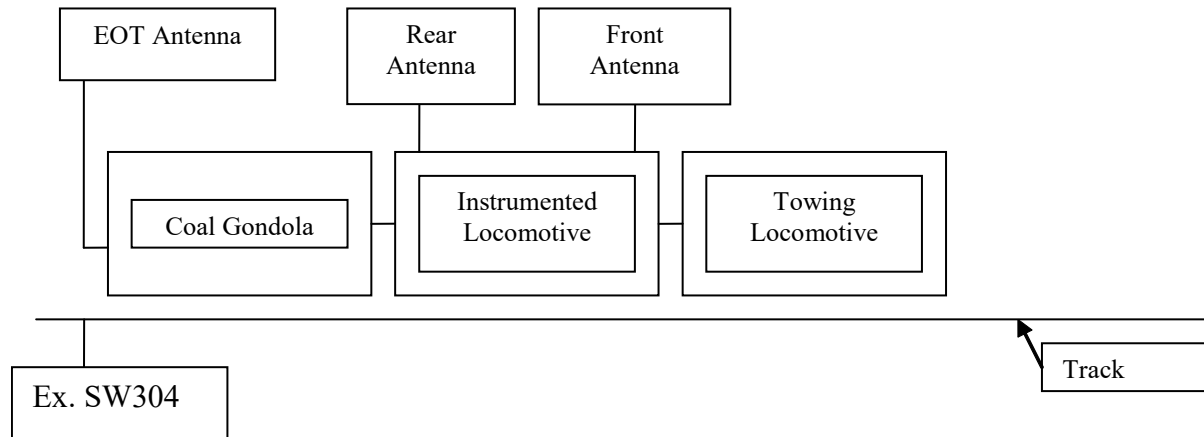 EOT Antenna
Rear
Antenna
Front
Antenna
Coal Gondola
Instrumented
Locomotive
Towing
Locomotive
Track
Ex. SW304